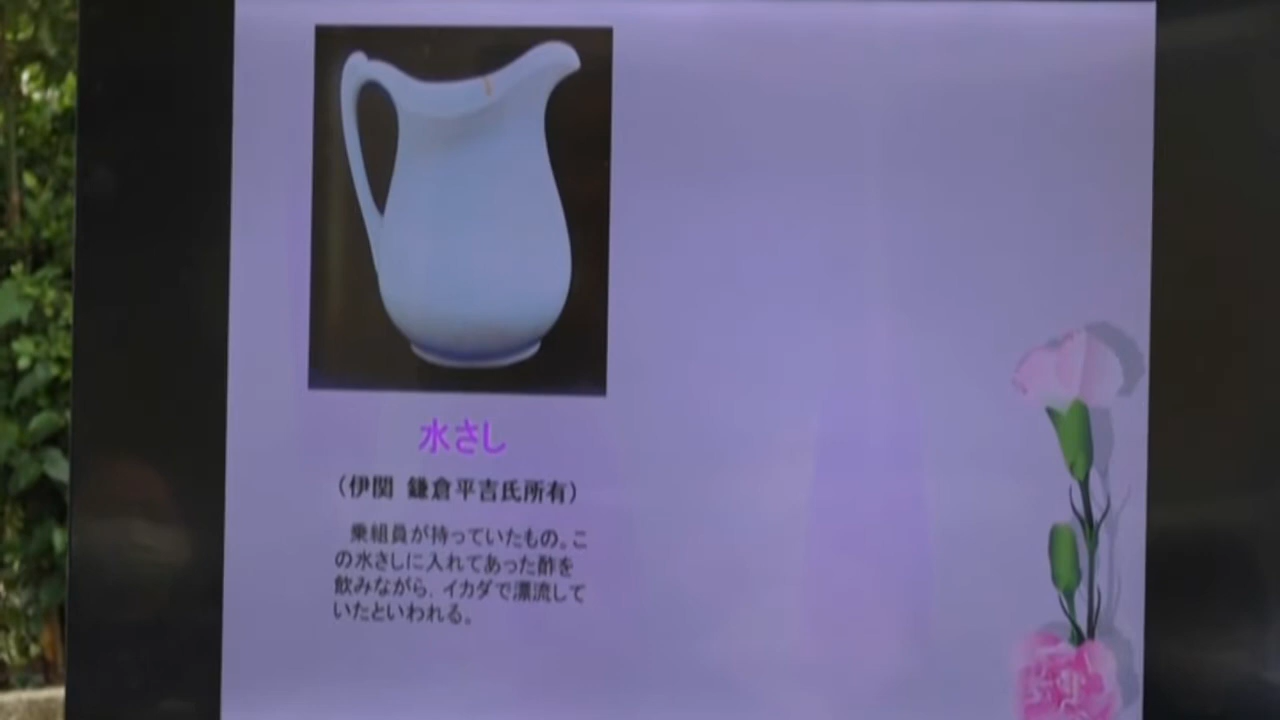 水さし
（伊関 鎌倉平吉氏所有）
乗組員が持っていたもの。こ
の水さしに入れてあった酢を
飲みながら，イカダで漂流して
いたといわれる。